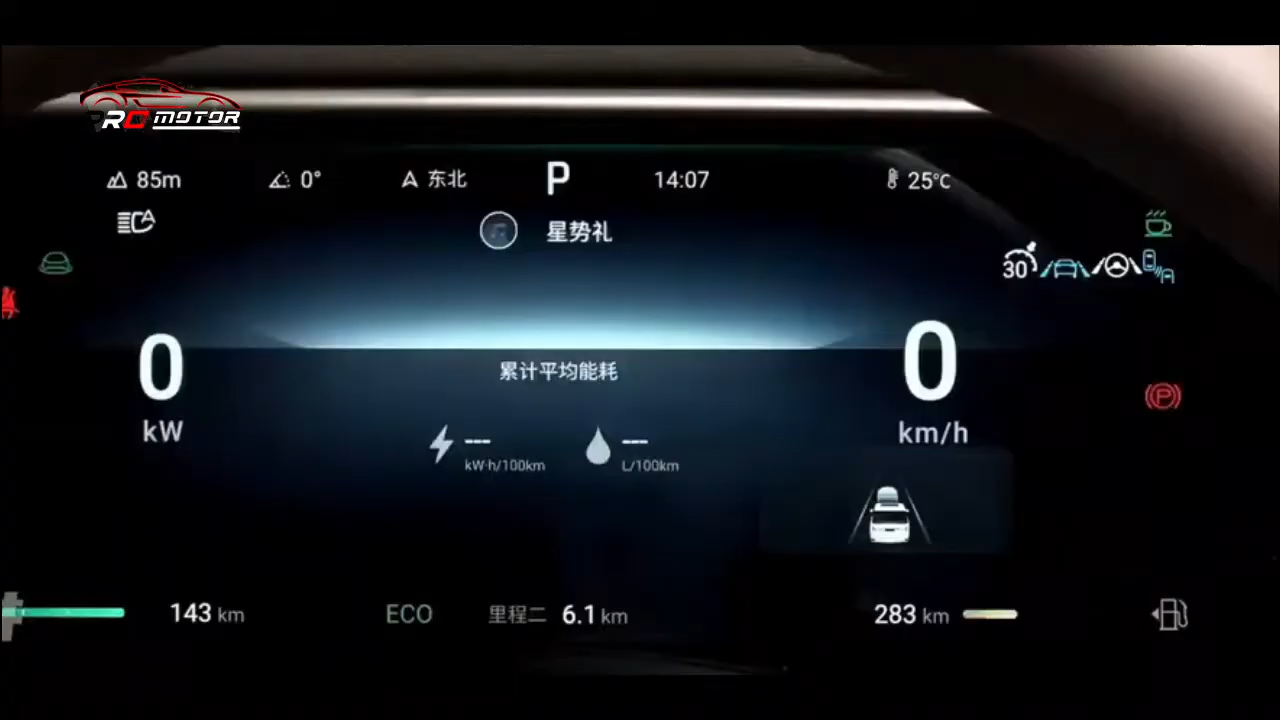 PRO MOTOR
85m 0° 东北 P 14:07 25℃
A
星势礼
30
0 kW
0 km/h
累计平均能耗
--- kW·h/100km
--- L/100km
P
143 km ECO 里程二 6.1 km 283 km